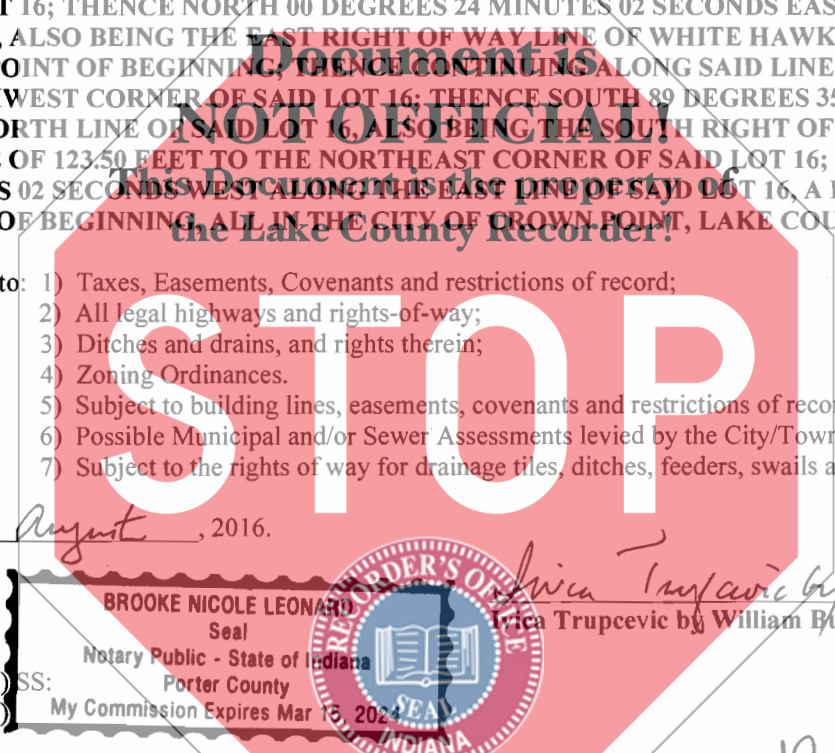 T 16; THENCE NORTH 00 DEGREES 24 MINUTES 02 SECONDS EAS
, ALSO BEING THE EAST RIGHT OF WAY LINE OF WHITE HAWK
Document is
OINT OF BEGINNING; THENCE CONTINUING ALONG SAID LINE
WEST CORNER OF SAID LOT 16; THENCE SOUTH 89 DEGREES 35
NOT OFFICIAL!
ORTH LINE OF SAID LOT 16, ALSO BEING THE SOUTH RIGHT OF
OF 123.50 FEET TO THE NORTHEAST CORNER OF SAID LOT 16;
This Document is the property of
S 02 SECONDS WEST ALONG THE EAST LINE OF SAID LOT 16, A
OF BEGINNING, ALL IN THE CITY OF CROWN POINT, LAKE COU
the Lake County Recorder!
to: 1) Taxes, Easements, Covenants and restrictions of record;
2) All legal highways and rights-of-way;
3) Ditches and drains, and rights therein;
4) Zoning Ordinances.
5) Subject to building lines, easements, covenants and restrictions of reco
6) Possible Municipal and/or Sewer Assessments levied by the City/Town
7) Subject to the rights of way for drainage tiles, ditches, feeders, swails a
STOP
August, 2016.
Ivica Trupcevic by
Ivica Trupcevic by William Bu
BROOKE NICOLE LEONARD
Seal
Notary Public - State of Indiana
SS: Porter County
My Commission Expires Mar 15, 2024
RECORDER'S OFFICE
SEAL
INDIANA